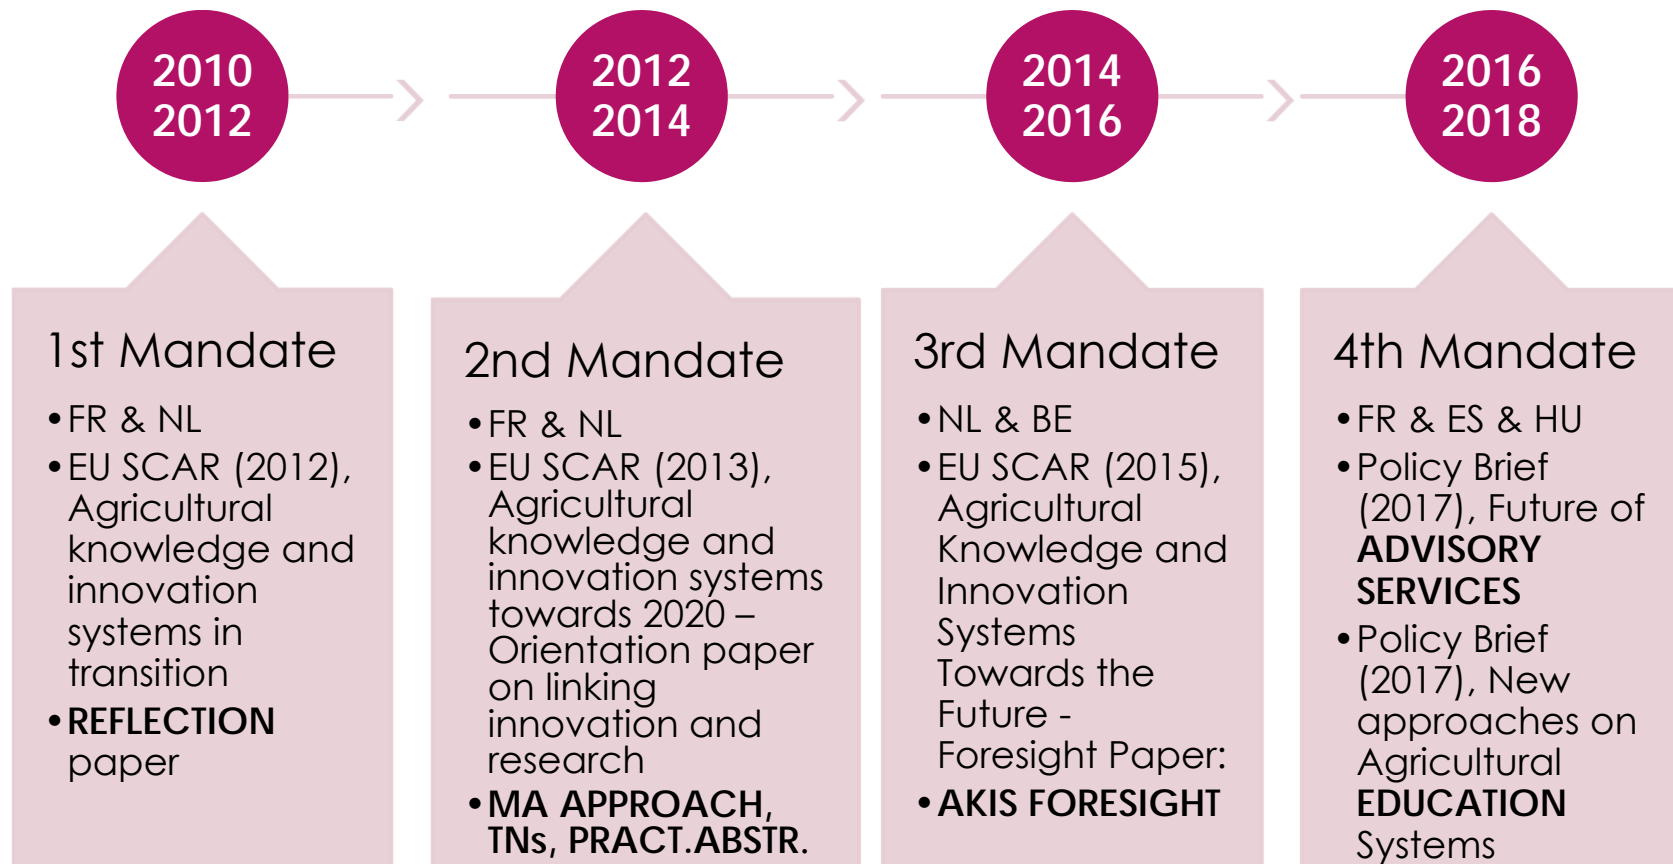 2010
2012
2012
2014
2014
2016
2016
2018
1st Mandate
•FR & NL
•EU SCAR (2012),
Agricultural
knowledge and
innovation
systems in
transition
•REFLECTION
paper
2nd Mandate
•FR & NL
•EU SCAR (2013),
Agricultural
knowledge and
innovation systems
towards 2020 –
Orientation paper
on linking
innovation and
research
•MA APPROACH,
TNs, PRACT.ABSTR.
3rd Mandate
•NL & BE
•EU SCAR (2015),
Agricultural
Knowledge and
Innovation
Systems
Towards the
Future -
Foresight Paper:
•AKIS FORESIGHT
4th Mandate
•FR & ES & HU
•Policy Brief
(2017), Future of
ADVISORY
SERVICES
•Policy Brief
(2017), New
approaches on
Agricultural
EDUCATION
Systems